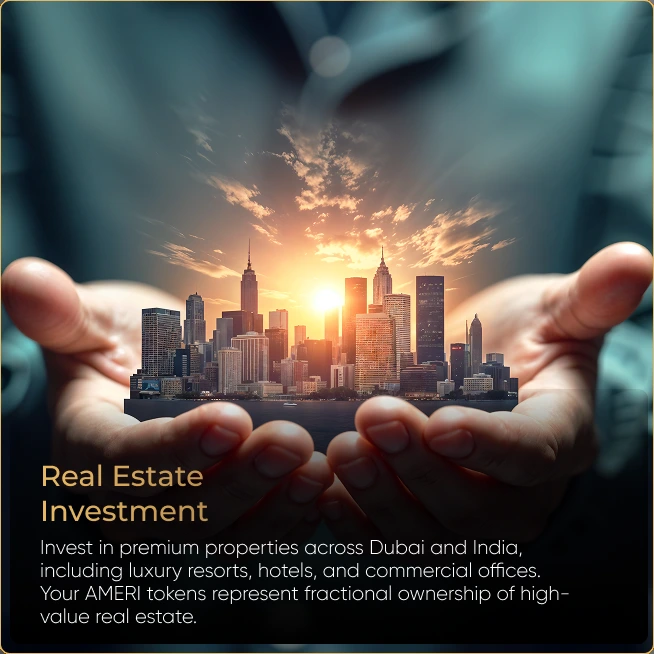 Real Estate
Investment
Invest in premium properties across Dubai and India,
including luxury resorts, hotels, and commercial offices.
Your AMERI tokens represent fractional ownership of high-
value real estate.